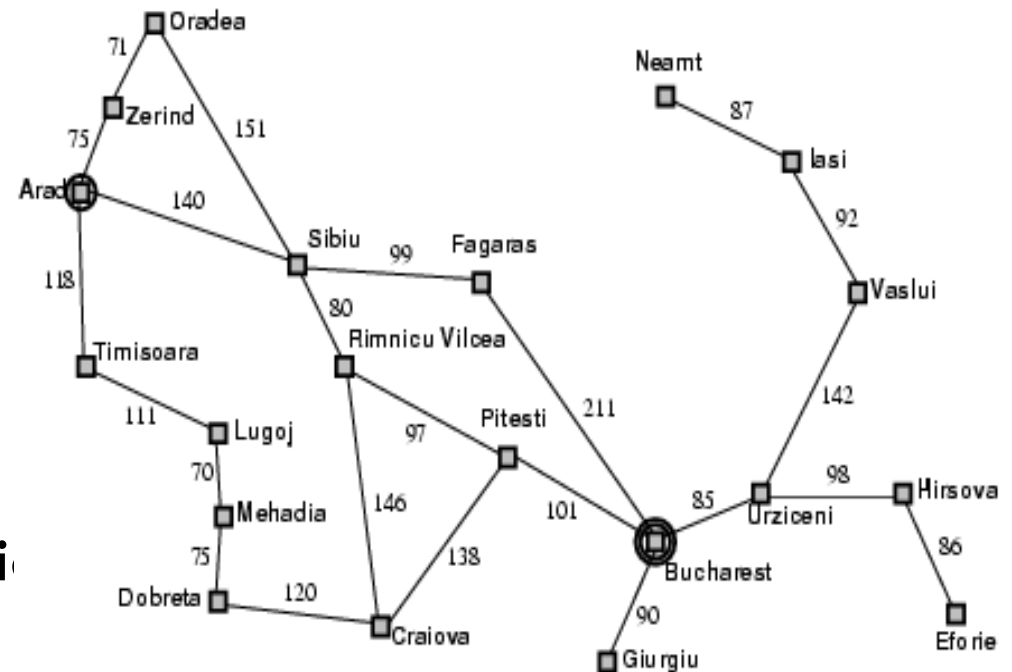 Oradea
71
Neamt
Zerind
87
75
151
Iasi
Arad
140
92
Sibiu
Fagaras
99
118
Vaslui
80
Timisoara
Rimnicu Vilcea
142
111
211
Pitesti
Lugoj
97
70
98
Hirsova
146
101
85
Urziceni
Mehadia
86
75
138
Bucharest
Dobreta
120
90
Craiova
Eforie
Giurgiu